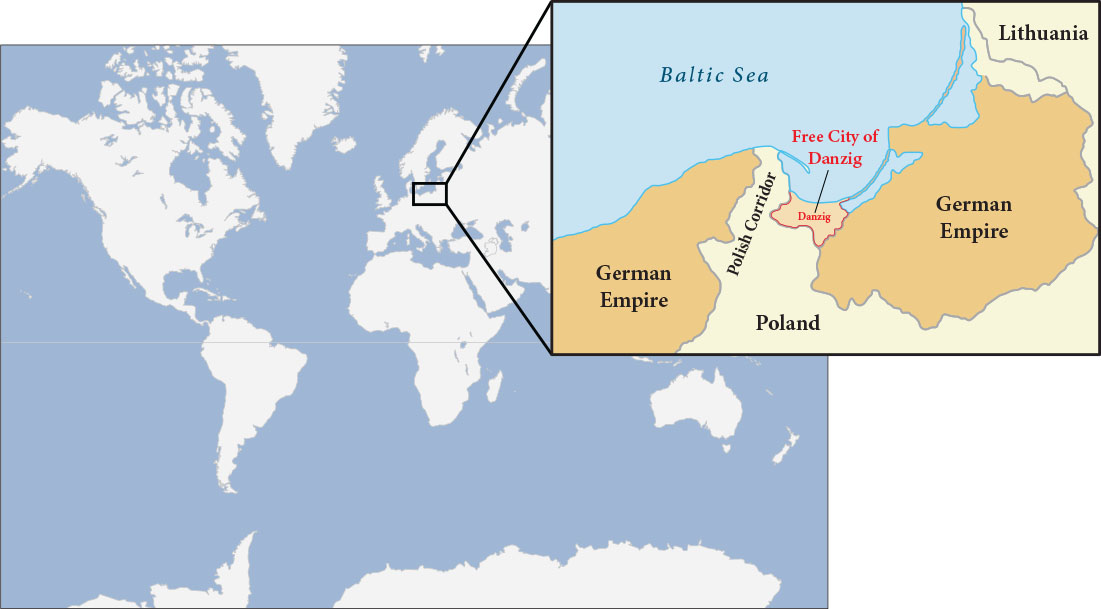 Lithuania
Baltic Sea
Free City of
Danzig
Danzig
Polish Corridor
German
Empire
German
Empire
Poland